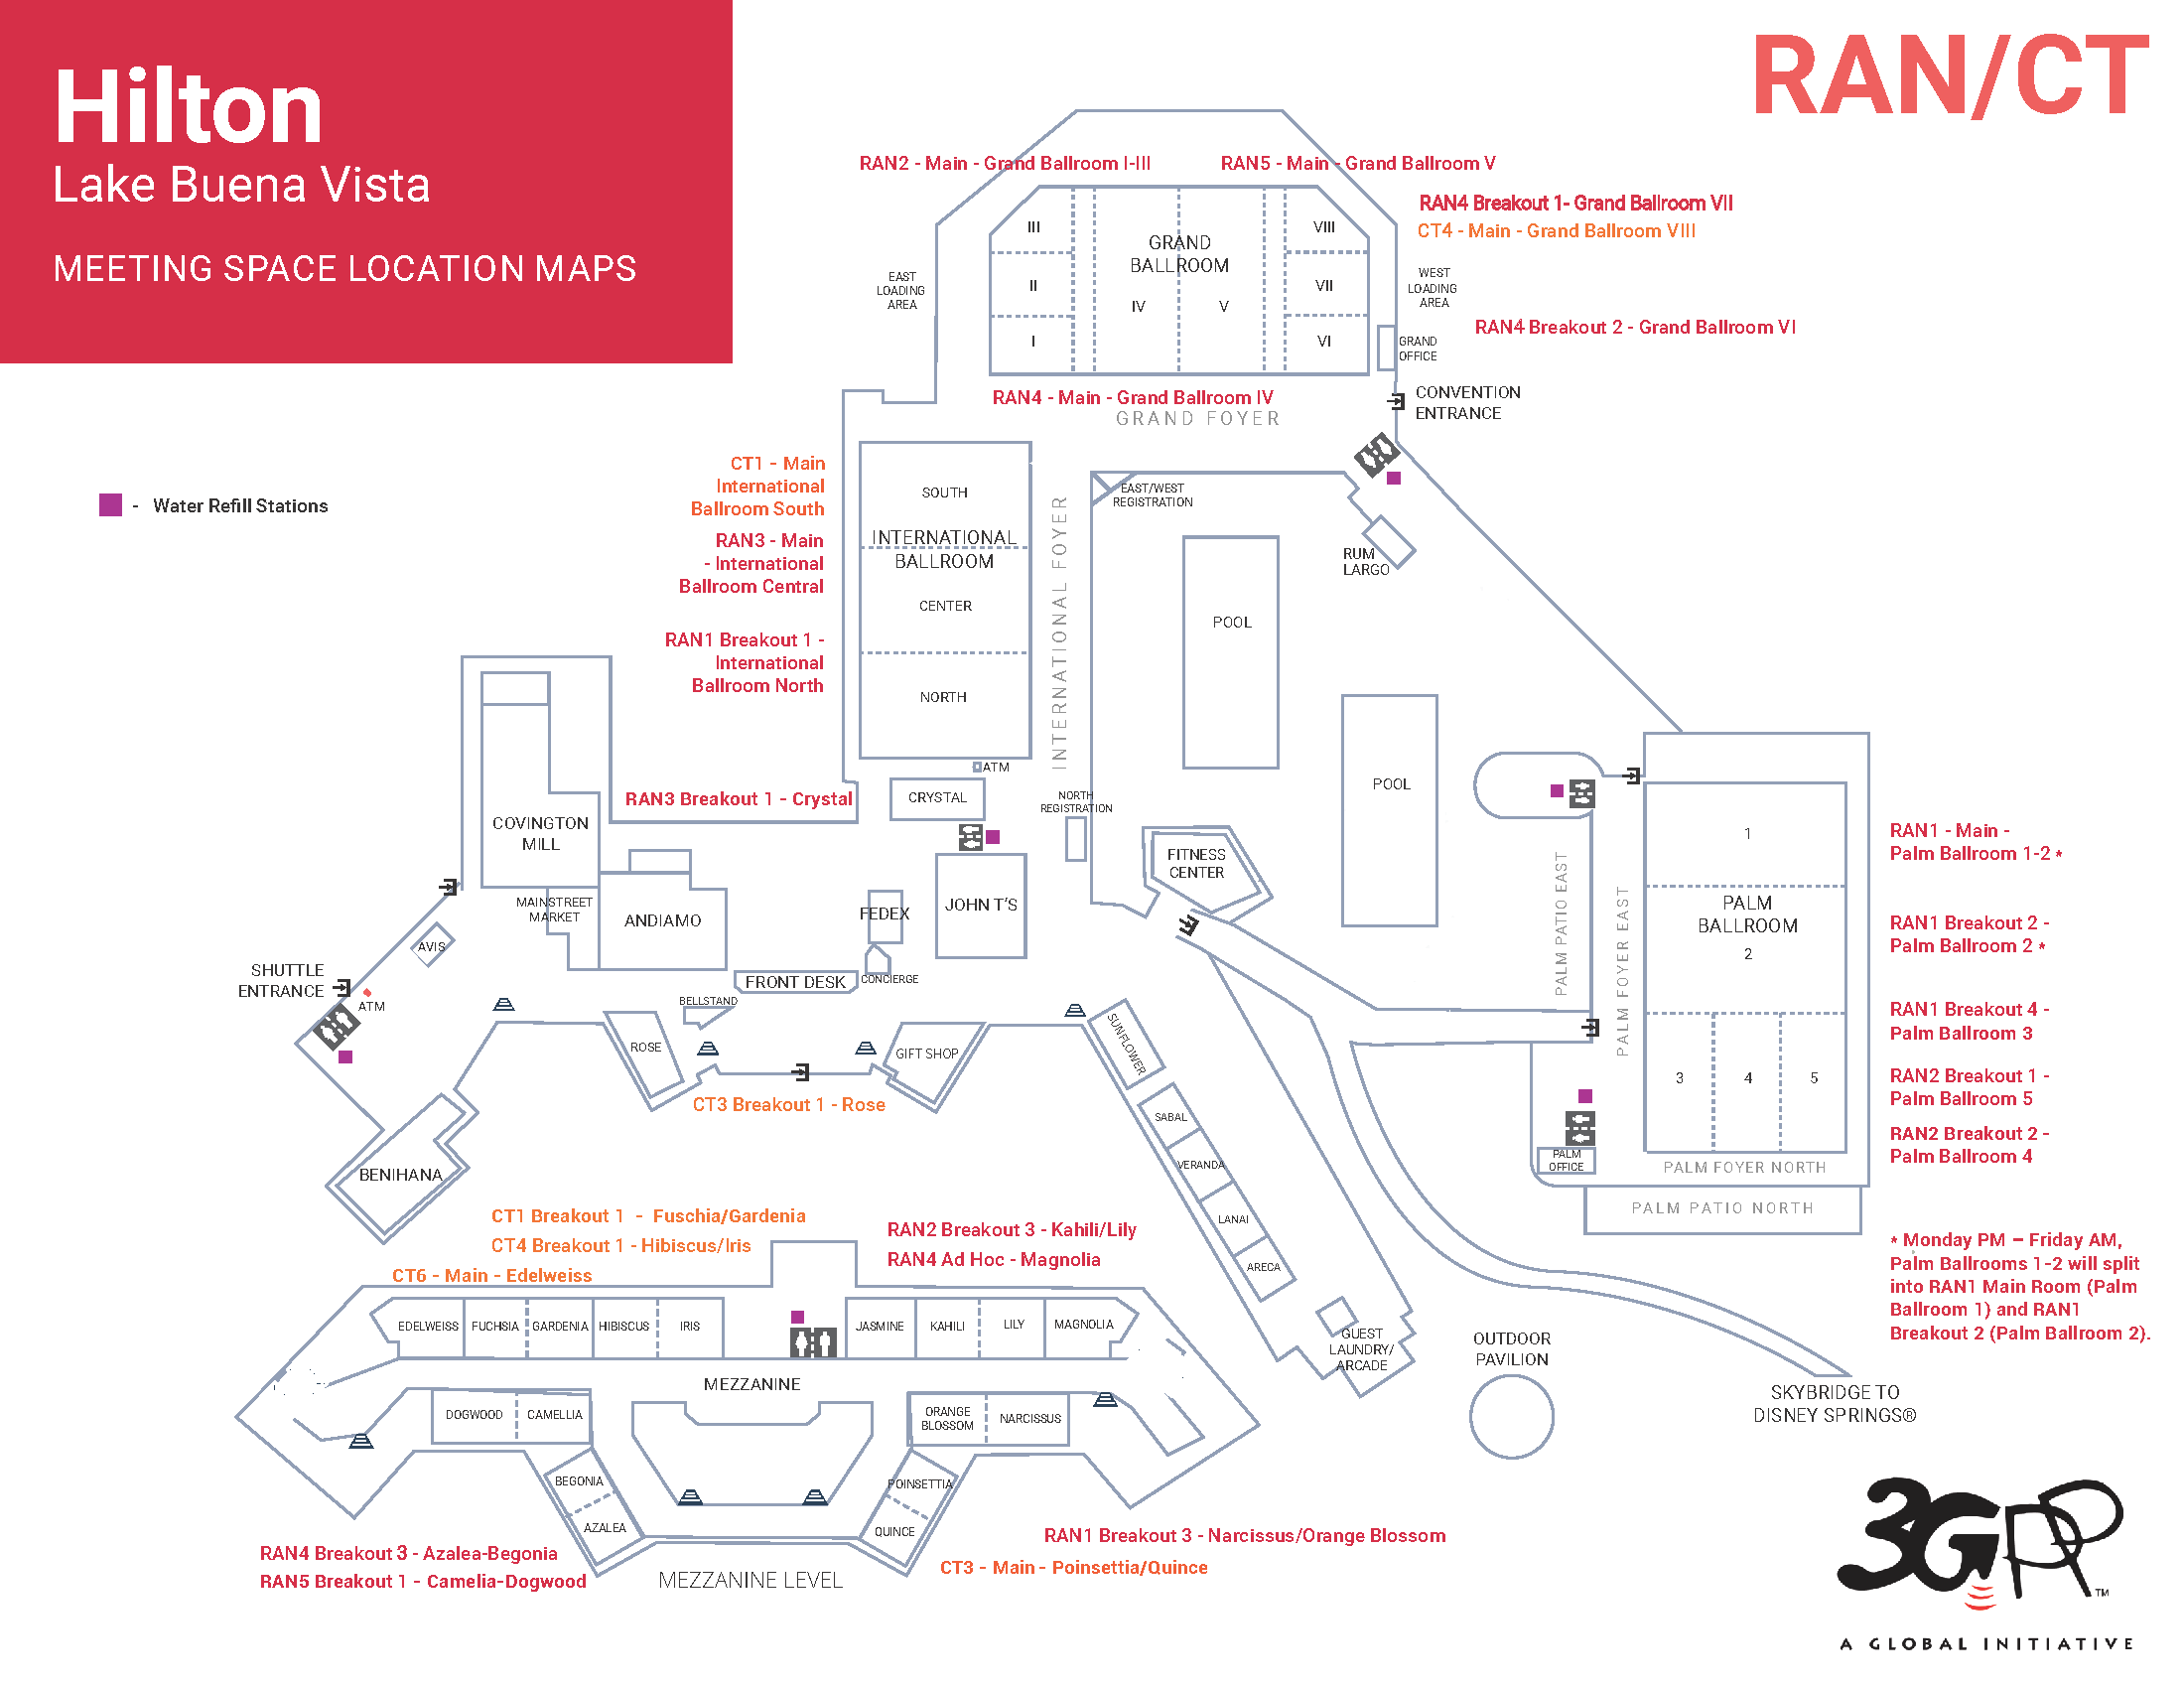 Hilton
Lake Buena Vista
MEETING SPACE LOCATION MAPS
RAN/CT
RAN2 - Main - Grand Ballroom I-III
RAN5 - Main - Grand Ballroom V
RAN4 Breakout 1- Grand Ballroom VII
CT4 - Main - Grand Ballroom VIII
III
VIII
GRAND
BALLROOM
EAST
LOADING
AREA
WEST
LOADING
AREA
II
VII
IV
V
RAN4 Breakout 2 - Grand Ballroom VI
I
VI
GRAND
OFFICE
RAN4 - Main - Grand Ballroom IV
GRAND FOYER
CONVENTION
ENTRANCE
- Water Refill Stations
CT1 - Main
International
Ballroom South
RAN3 - Main
- International
Ballroom Central
RAN1 Breakout 1 -
International
Ballroom North
SOUTH
INTERNATIONAL
BALLROOM
CENTER
NORTH
INTERNATIONAL FOYER
EAST/WEST
REGISTRATION
RUM
LARGO
POOL
POOL
ATM
RAN3 Breakout 1 - Crystal
CRYSTAL
NORTH
REGISTRATION
COVINGTON
MILL
FITNESS
CENTER
MAINSTREET
MARKET
ANDIAMO
FEDEX
JOHN T'S
AVIS
SHUTTLE
ENTRANCE
ATM
FRONT DESK
CONCIERGE
BELLSTAND
ROSE
GIFT SHOP
CT3 Breakout 1 - Rose
BENIHANA
SUNFLOWER
SABAL
VERANDA
LANAI
ARECA
GUEST
LAUNDRY/
ARCADE
PALM PATIO EAST
PALM FOYER EAST
1
PALM
BALLROOM
2
3
4
5
PALM
OFFICE
PALM FOYER NORTH
PALM PATIO NORTH
RAN1 - Main -
Palm Ballroom 1-2 *
RAN1 Breakout 2 -
Palm Ballroom 2 *
RAN1 Breakout 4 -
Palm Ballroom 3
RAN2 Breakout 1 -
Palm Ballroom 5
RAN2 Breakout 2 -
Palm Ballroom 4
* Monday PM – Friday AM,
Palm Ballrooms 1-2 will split
into RAN1 Main Room (Palm
Ballroom 1) and RAN1
Breakout 2 (Palm Ballroom 2).
OUTDOOR
PAVILION
SKYBRIDGE TO
DISNEY SPRINGS®
CT1 Breakout 1 - Fuschia/Gardenia
CT4 Breakout 1 - Hibiscus/Iris
CT6 - Main - Edelweiss
RAN2 Breakout 3 - Kahili/Lily
RAN4 Ad Hoc - Magnolia
EDELWEISS
FUCHSIA
GARDENIA
HIBISCUS
IRIS
JASMINE
KAHILI
LILY
MAGNOLIA
MEZZANINE
DOGWOOD
CAMELLIA
ORANGE
BLOSSOM
NARCISSUS
BEGONIA
AZALEA
POINSETTIA
QUINCE
RAN4 Breakout 3 - Azalea-Begonia
RAN5 Breakout 1 - Camelia-Dogwood
MEZZANINE LEVEL
RAN1 Breakout 3 - Narcissus/Orange Blossom
CT3 - Main - Poinsettia/Quince
3GPP
TM
A GLOBAL INITIATIVE